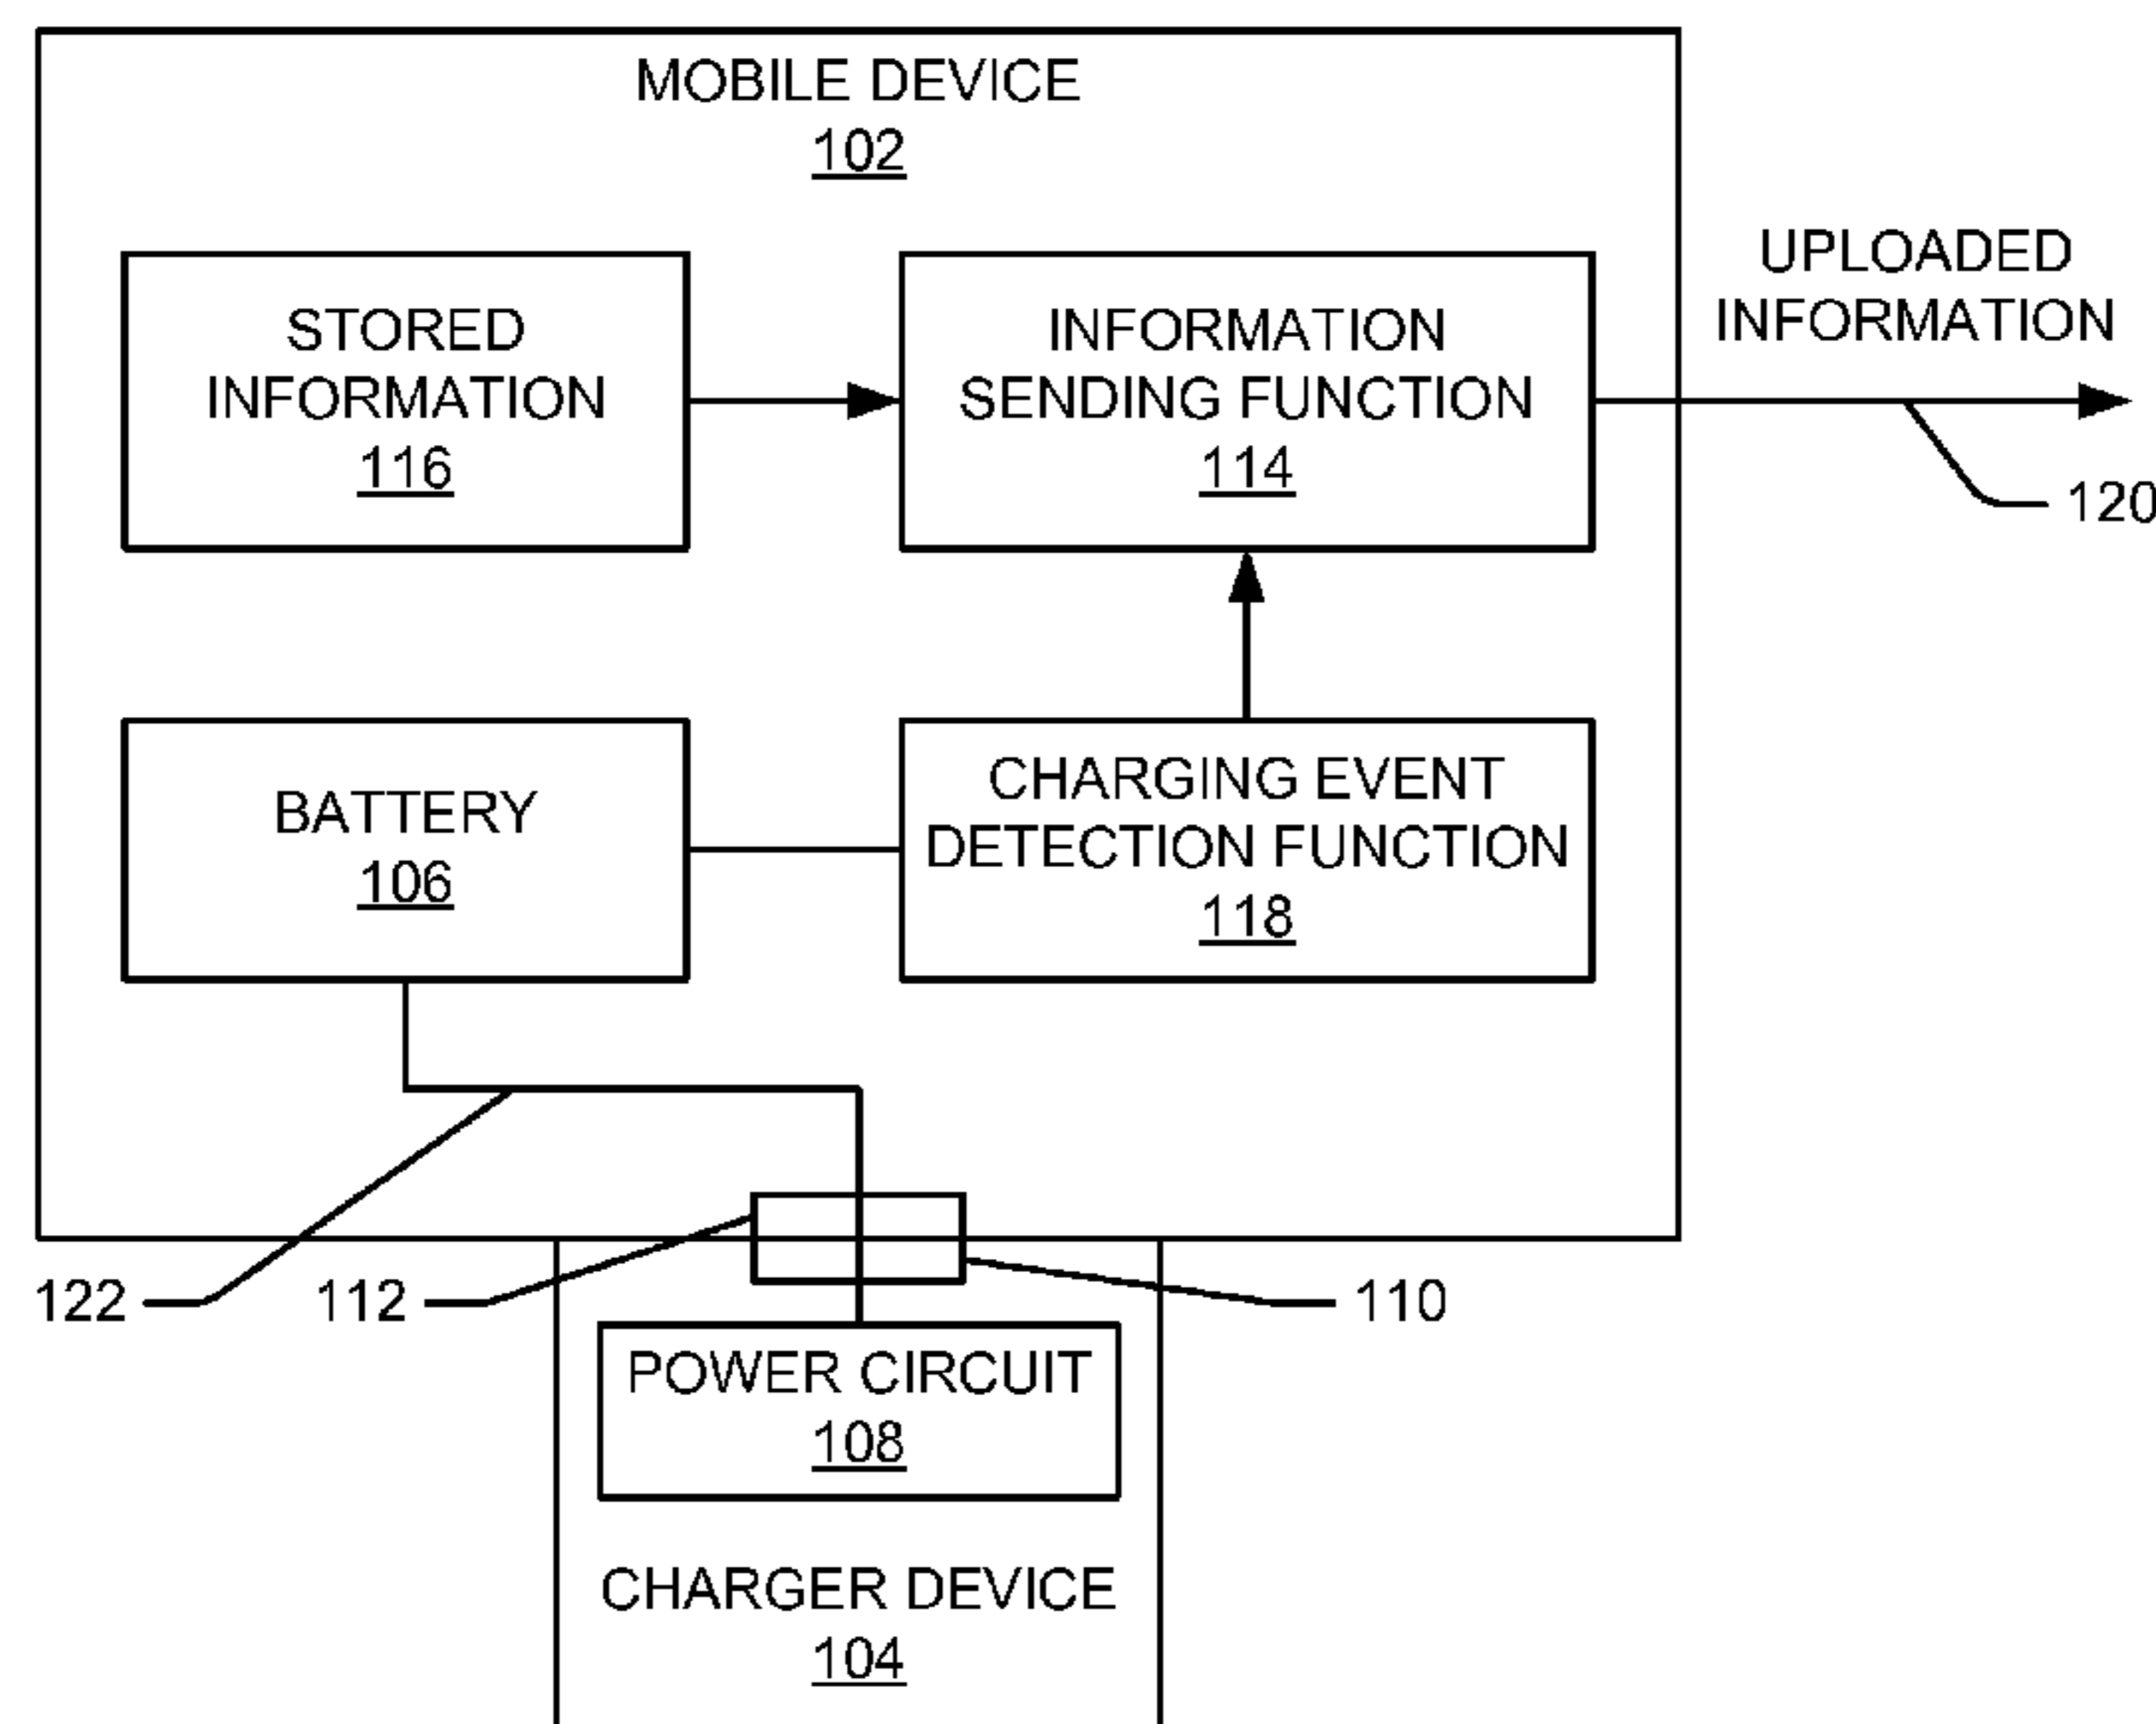 MOBILE DEVICE
102
UPLOADED
INFORMATION
STORED
INFORMATION
116
INFORMATION
SENDING FUNCTION
114
120
BATTERY
106
CHARGING EVENT
DETECTION FUNCTION
118
122
112
110
POWER CIRCUIT
108
CHARGER DEVICE
104